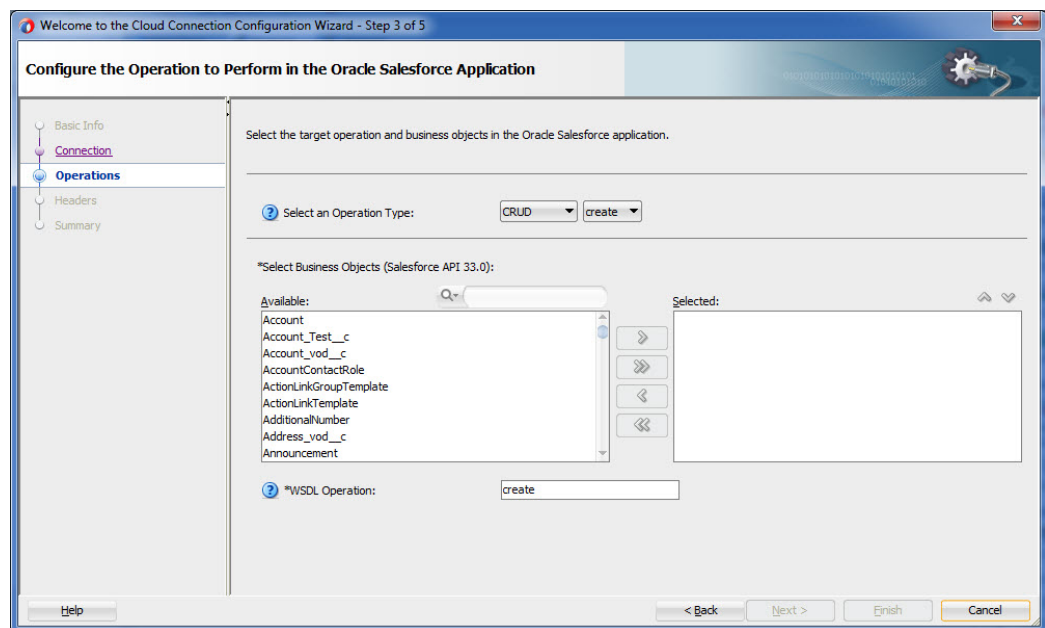 Welcome to the Cloud Connection Configuration Wizard - Step 3 of 5
Configure the Operation to Perform in the Oracle Salesforce Application
Basic Info
Connection
Operations
Headers
Summary
Select the target operation and business objects in the Oracle Salesforce application.
Select an Operation Type: CRUD create
*Select Business Objects (Salesforce API 33.0):
Available: Selected:
Account
Account_Test__c
Account_vod__c
AccountContactRole
ActionLinkGroupTemplate
ActionLinkTemplate
AdditionalNumber
Address_vod__c
Announcement
*WSDL Operation: create
Help < Back Next > Finish Cancel